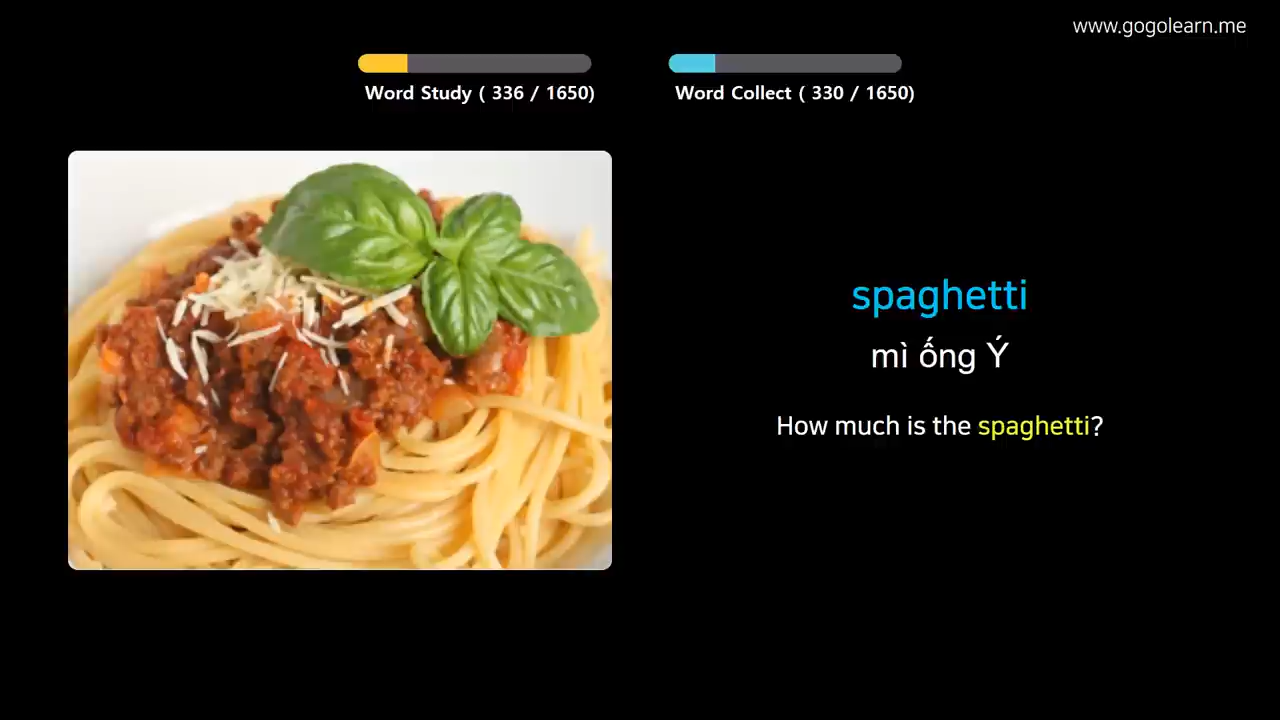 www.gogolearn.me
Word Study ( 336 / 1650)
Word Collect ( 330 / 1650)
spaghetti
mì ống Ý
How much is the spaghetti?